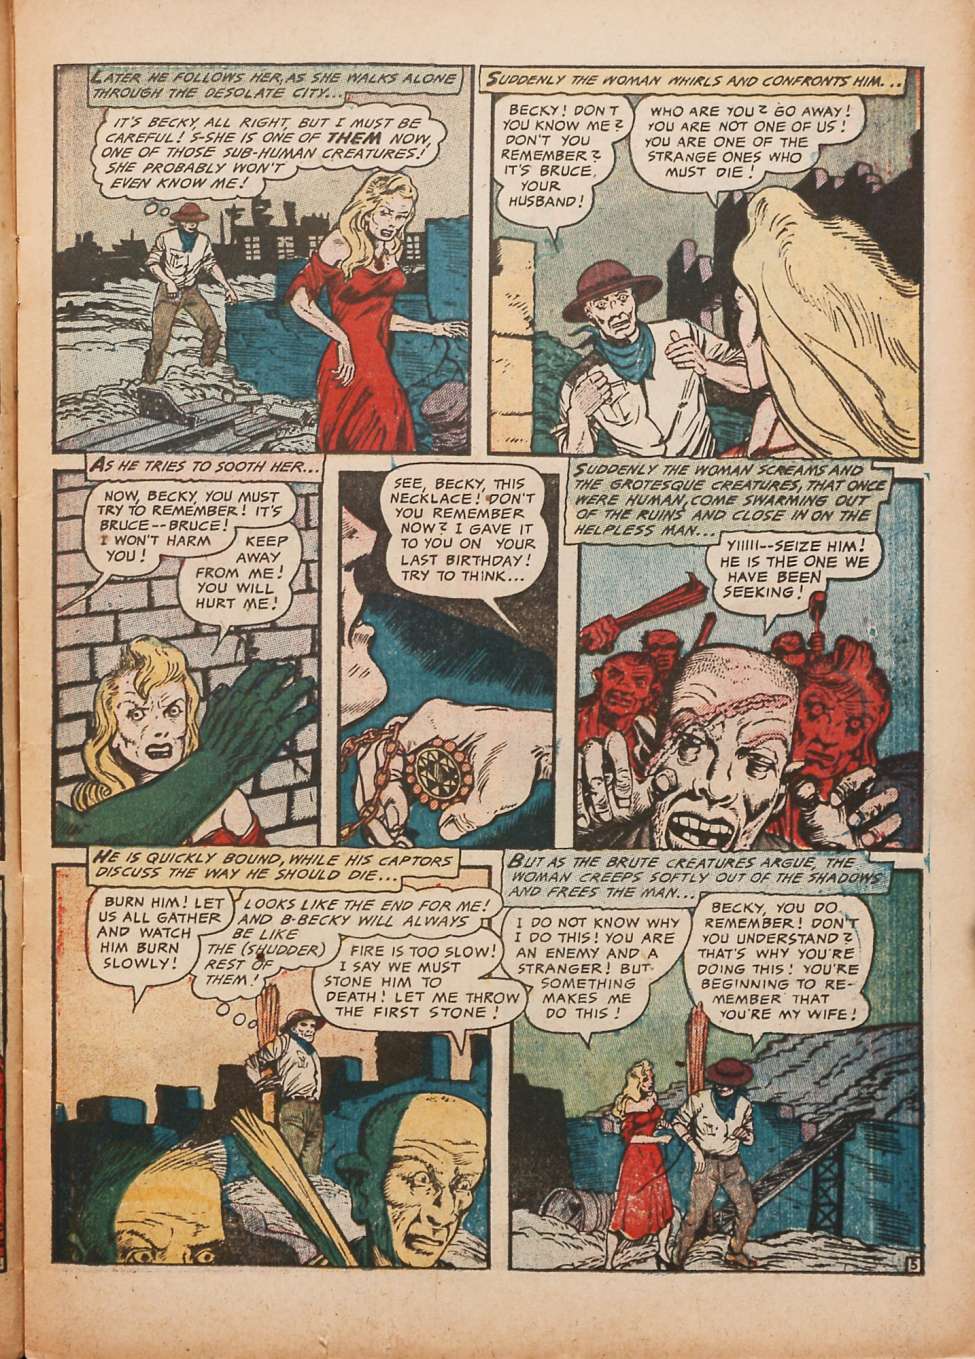 LATER HE FOLLOWS HER, AS SHE WALKS ALONE
THROUGH THE DESOLATE CITY...
IT'S BECKY, ALL RIGHT, BUT I MUST BE
CAREFUL! S-SHE IS ONE OF THEM NOW,
ONE OF THOSE SUB-HUMAN CREATURES!
SHE PROBABLY WON'T
EVEN KNOW ME!
SUDDENLY THE WOMAN WHIRLS AND CONFRONTS HIM...
BECKY! DON'T
YOU KNOW ME?
DON'T YOU
REMEMBER?
IT'S BRUCE,
YOUR
HUSBAND!
WHO ARE YOU? GO AWAY!
YOU ARE NOT ONE OF US!
YOU ARE ONE OF THE
STRANGE ONES WHO
MUST DIE!
AS HE TRIES TO SOOTH HER...
NOW, BECKY, YOU MUST
TRY TO REMEMBER! IT'S
BRUCE--BRUCE!
I WON'T HARM
YOU!
KEEP
AWAY
FROM ME!
YOU WILL
HURT ME!
SEE, BECKY, THIS
NECKLACE! DON'T
YOU REMEMBER
NOW? I GAVE IT
TO YOU ON YOUR
LAST BIRTHDAY!
TRY TO THINK...
SUDDENLY THE WOMAN SCREAMS AND
THE GROTESQUE CREATURES, THAT ONCE
WERE HUMAN, COME SWARMING OUT
OF THE RUINS AND CLOSE IN ON THE
HELPLESS MAN...
YIIIII--SEIZE HIM!
HE IS THE ONE WE
HAVE BEEN
SEEKING!
HE IS QUICKLY BOUND, WHILE HIS CAPTORS
DISCUSS THE WAY HE SHOULD DIE...
BURN HIM! LET
US ALL GATHER
AND WATCH
HIM BURN
SLOWLY!
LOOKS LIKE THE END FOR ME!
AND B-BECKY WILL ALWAYS
BE LIKE
THE (SHUDDER)
REST OF
THEM!
FIRE IS TOO SLOW!
I SAY WE MUST
STONE HIM TO
DEATH! LET ME THROW
THE FIRST STONE!
BUT AS THE BRUTE CREATURES ARGUE, THE
WOMAN CREEPS SOFTLY OUT OF THE SHADOWS
AND FREES THE MAN...
I DO NOT KNOW WHY
I DO THIS! YOU ARE
AN ENEMY AND A
STRANGER! BUT
SOMETHING
MAKES ME
DO THIS!
BECKY, YOU DO
REMEMBER! DON'T
YOU UNDERSTAND?
THAT'S WHY YOU'RE
DOING THIS! YOU'RE
BEGINNING TO RE-
MEMBER THAT
YOU'RE MY WIFE!
5